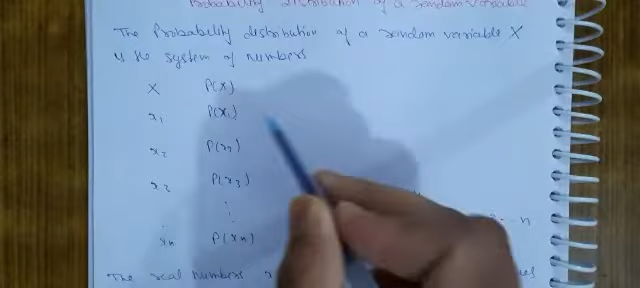 Probability distribution of a random variable
The Probability distribution of a random variable X
is the system of numbers
X P(X)
x₁ P(x₁)
x₂ P(x₂)
x₂ P(x₃)
⋮
⋮
xₙ P(xₙ)
n
The real numbers x